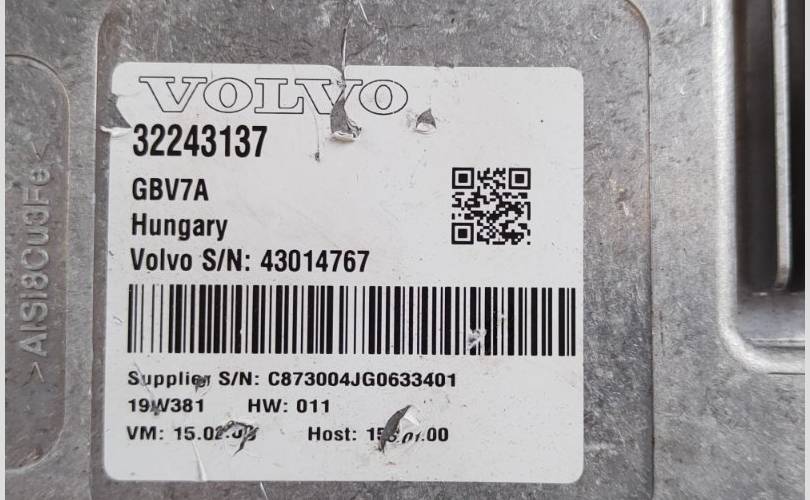 VOLVO
32243137
GBV7A
Hungary
Volvo S/N: 43014767
Supplier S/N: C873004JG0633401
19W381 HW: 011
VM: Host:
>AlSi8Cu3Fe<